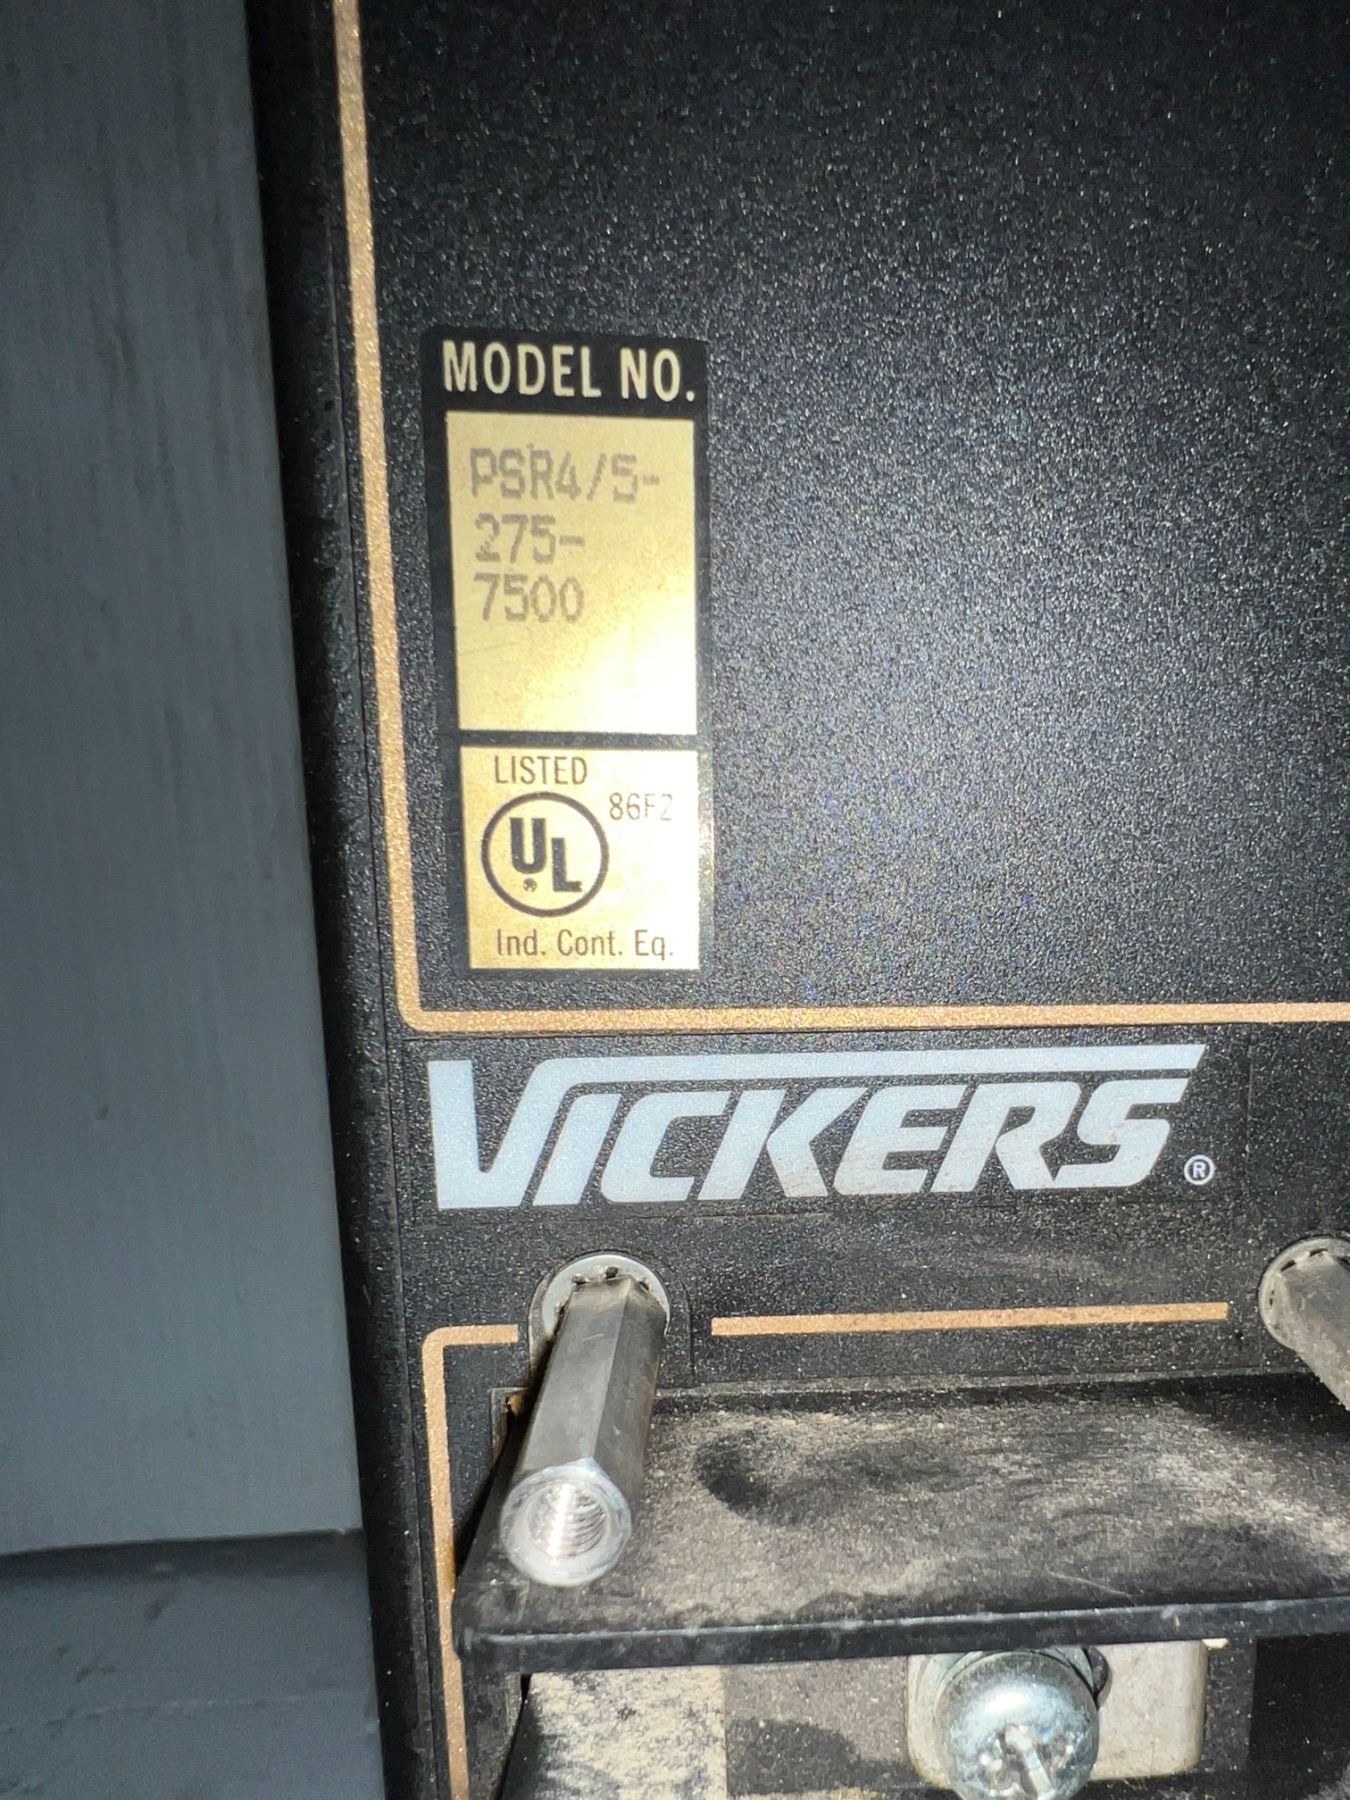 MODEL NO.
PSR4/5-
275-
7500
LISTED
86F2
UL
®
Ind. Cont. Eq.
VICKERS®